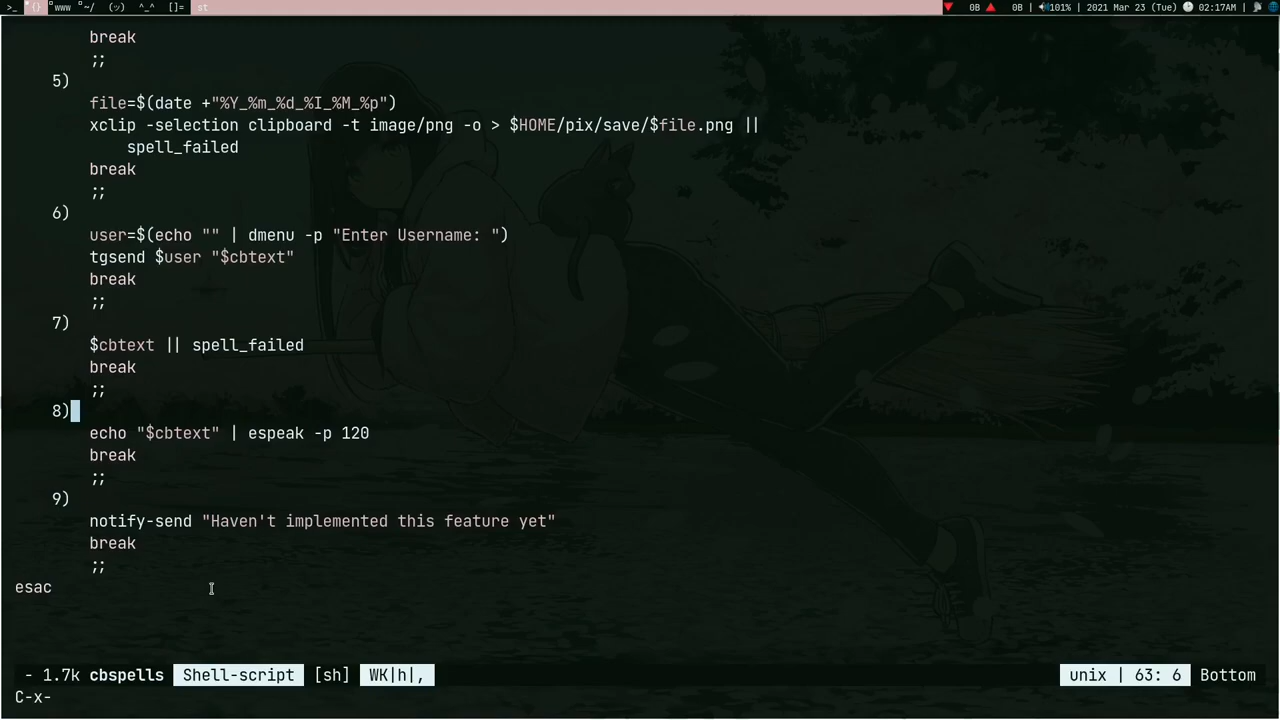 >_ {} "www "~/ (ッ) ^_^ []= st 0B 0B | 101% | 2021 Mar 23 (Tue) 02:17AM |
break
;;
5)
file=$(date +"%Y_%m_%d_%I_%M_%p")
xclip -selection clipboard -t image/png -o > $HOME/pix/save/$file.png ||
spell_failed
break
;;
6)
user=$(echo "" | dmenu -p "Enter Username: ")
tgsend $user "$cbtext"
break
;;
7)
$cbtext || spell_failed
break
;;
8)
echo "$cbtext" | espeak -p 120
break
;;
9)
notify-send "Haven't implemented this feature yet"
break
;;
esac
- 1.7k cbspells Shell-script [sh] WK|h|, unix | 63: 6 Bottom
C-x-